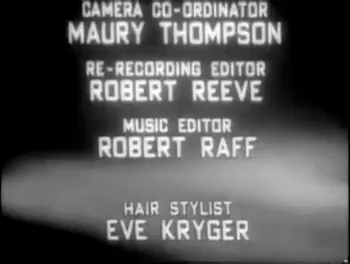 CAMERA CO-ORDINATOR
MAURY THOMPSON
RE-RECORDING EDITOR
ROBERT REEVE
MUSIC EDITOR
ROBERT RAFF
HAIR STYLIST
EVE KRYGER